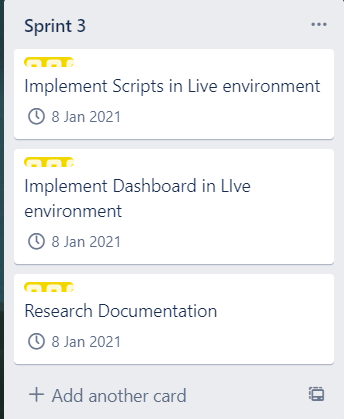 Sprint 3
Implement Scripts in Live environment
8 Jan 2021
Implement Dashboard in LIve
environment
8 Jan 2021
Research Documentation
8 Jan 2021
Add another card